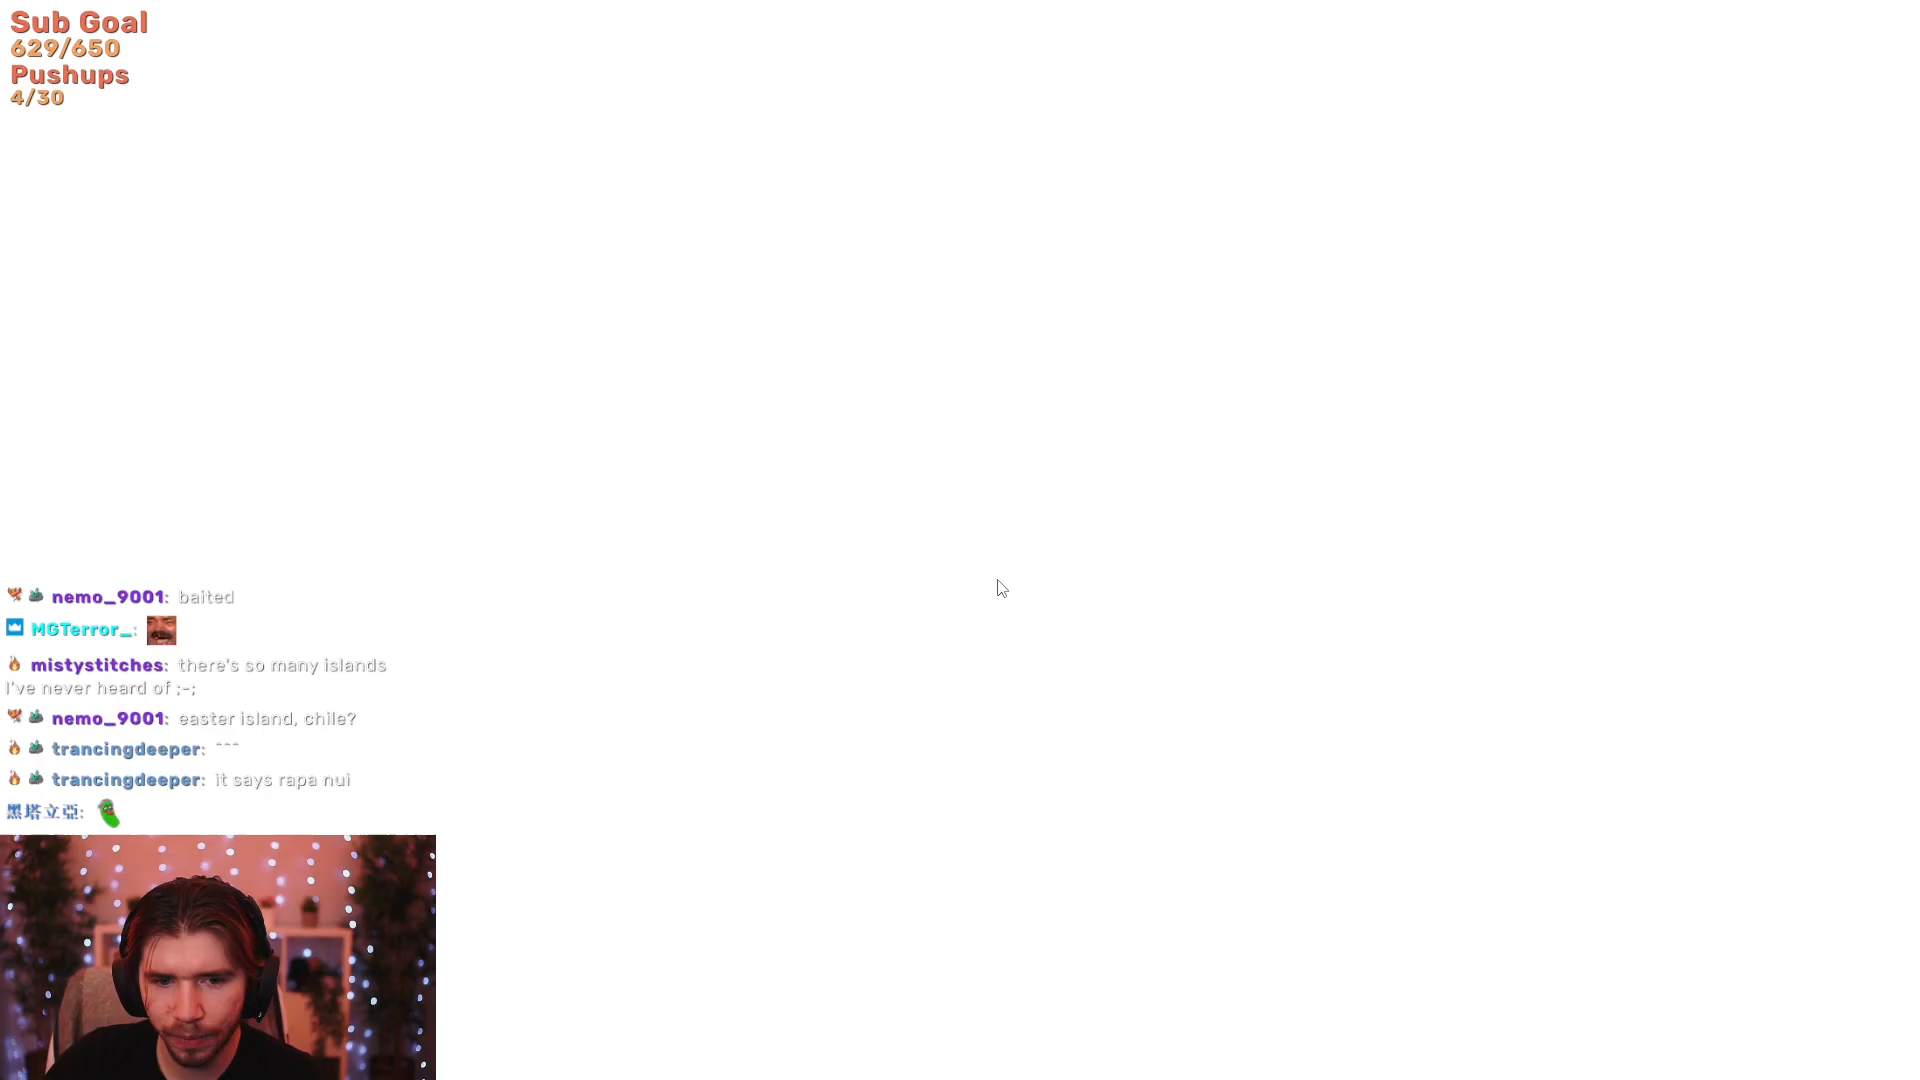 Sub Goal
629/650
Pushups
4/30
nemo_9001: baited
MGTerror_:
mistystitches: there's so many islands
I've never heard of ;-;
nemo_9001: easter island, chile?
trancingdeeper: ^^^
trancingdeeper: it says rapa nui
黑塔立亞: